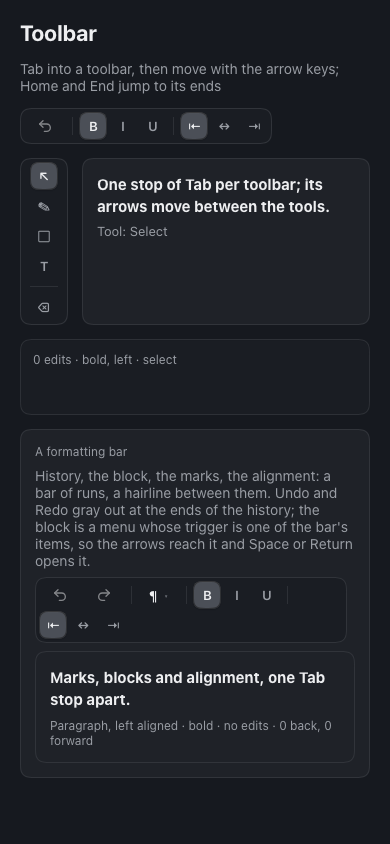 Toolbar
Tab into a toolbar, then move with the arrow keys;
Home and End jump to its ends
B I U
One stop of Tab per toolbar; its
arrows move between the tools.
Tool: Select
T
0 edits · bold, left · select
A formatting bar
History, the block, the marks, the alignment: a
bar of runs, a hairline between them. Undo and
Redo gray out at the ends of the history; the
block is a menu whose trigger is one of the bar's
items, so the arrows reach it and Space or Return
opens it.
¶ · B I U
Marks, blocks and alignment, one Tab
stop apart.
Paragraph, left aligned · bold · no edits · 0 back, 0
forward